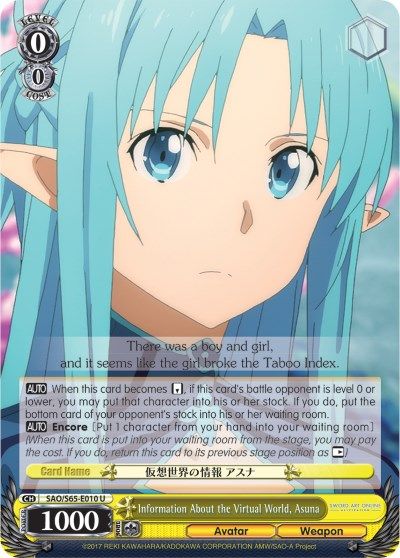 LEVEL
0
0
COST
There was a boy and girl,
and it seems like the girl broke the Taboo Index.
AUTO When this card becomes [▼], if this card's battle opponent is level 0 or
lower, you may put that character into his or her stock. If you do, put the
bottom card of your opponent's stock into his or her waiting room.
AUTO Encore [Put 1 character from your hand into your waiting room]
(When this card is put into your waiting room from the stage, you may pay
the cost. If you do, return this card to its previous stage position as [▶])
Card Name 仮想世界の情報 アスナ
CD SAO/S65-E010 U
1000
Information About the Virtual World, Asuna
SWORD ART ONLINE
Avatar Weapon
©2017 REKI KAWAHARA/KADOKAWA CORPORATION AMW/SAO-A Project